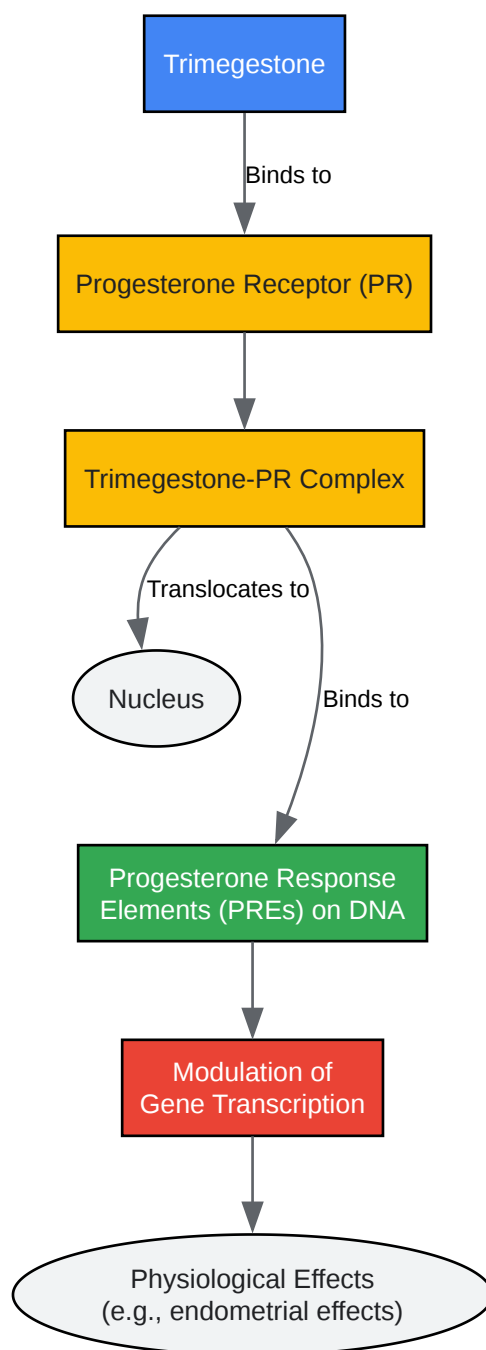 Trimegestone
Binds to
Progesterone Receptor (PR)
Trimegestone-PR Complex
Translocates to
Nucleus
Binds to
Progesterone Response
Elements (PREs) on DNA
Modulation of
Gene Transcription
Physiological Effects
(e.g., endometrial effects)